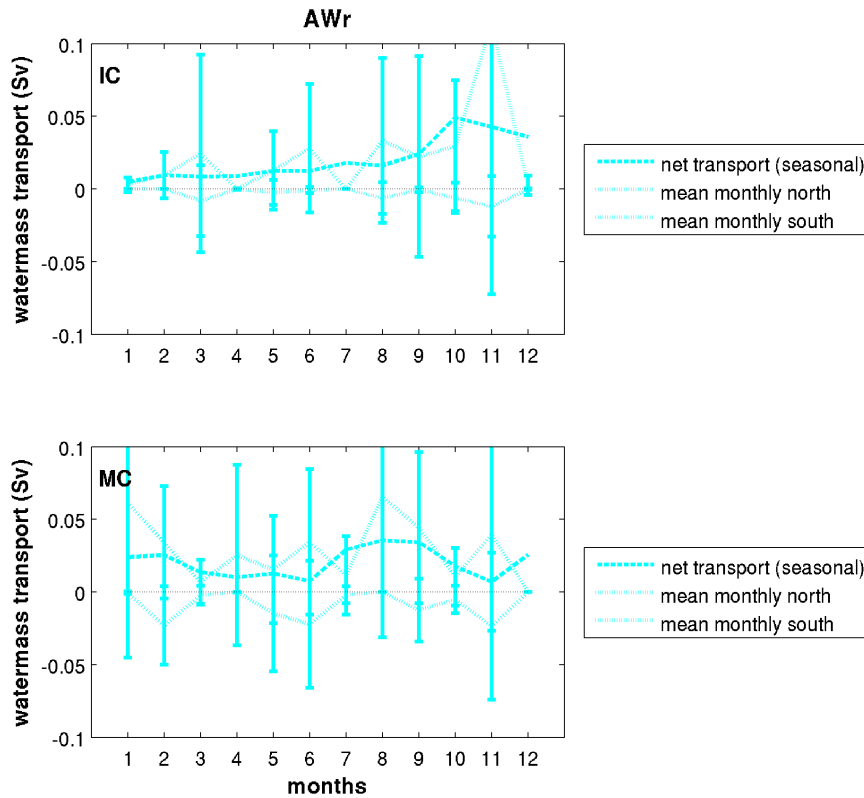 AWr
watermass transport (Sv)
0.1
0.05
0
-0.05
-0.1
IC
1 2 3 4 5 6 7 8 9 10 11 12
net transport (seasonal)
mean monthly north
mean monthly south
watermass transport (Sv)
0.1
0.05
0
-0.05
-0.1
MC
1 2 3 4 5 6 7 8 9 10 11 12
months
net transport (seasonal)
mean monthly north
mean monthly south